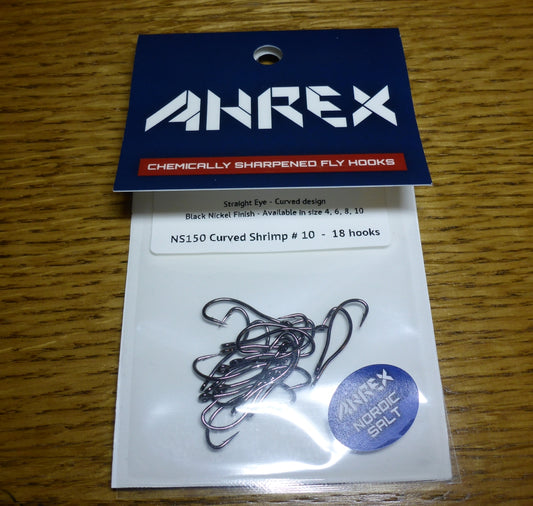 AHREX
CHEMICALLY SHARPENED FLY HOOKS
Straight Eye - Curved design
Black Nickel Finish - Available in size 4, 6, 8, 10
NS150 Curved Shrimp # 10 - 18 hooks
AHREX
NORDIC
SALT